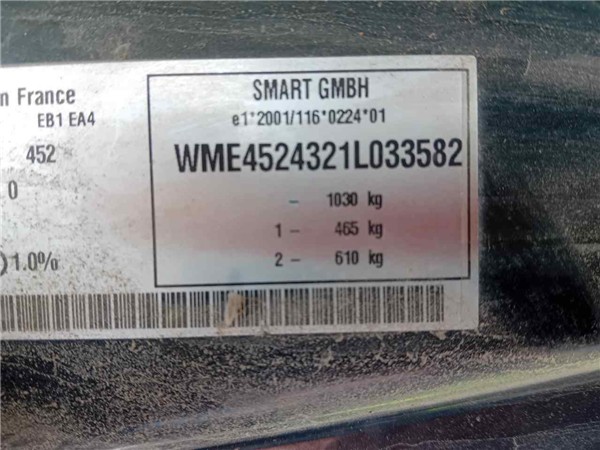 n France
EB1 EA4
452
0
)1.0%
SMART GMBH
e1*2001/116*0224*01
WME4524321L033582
- 1030 kg
1 - 465 kg
2 - 610 kg